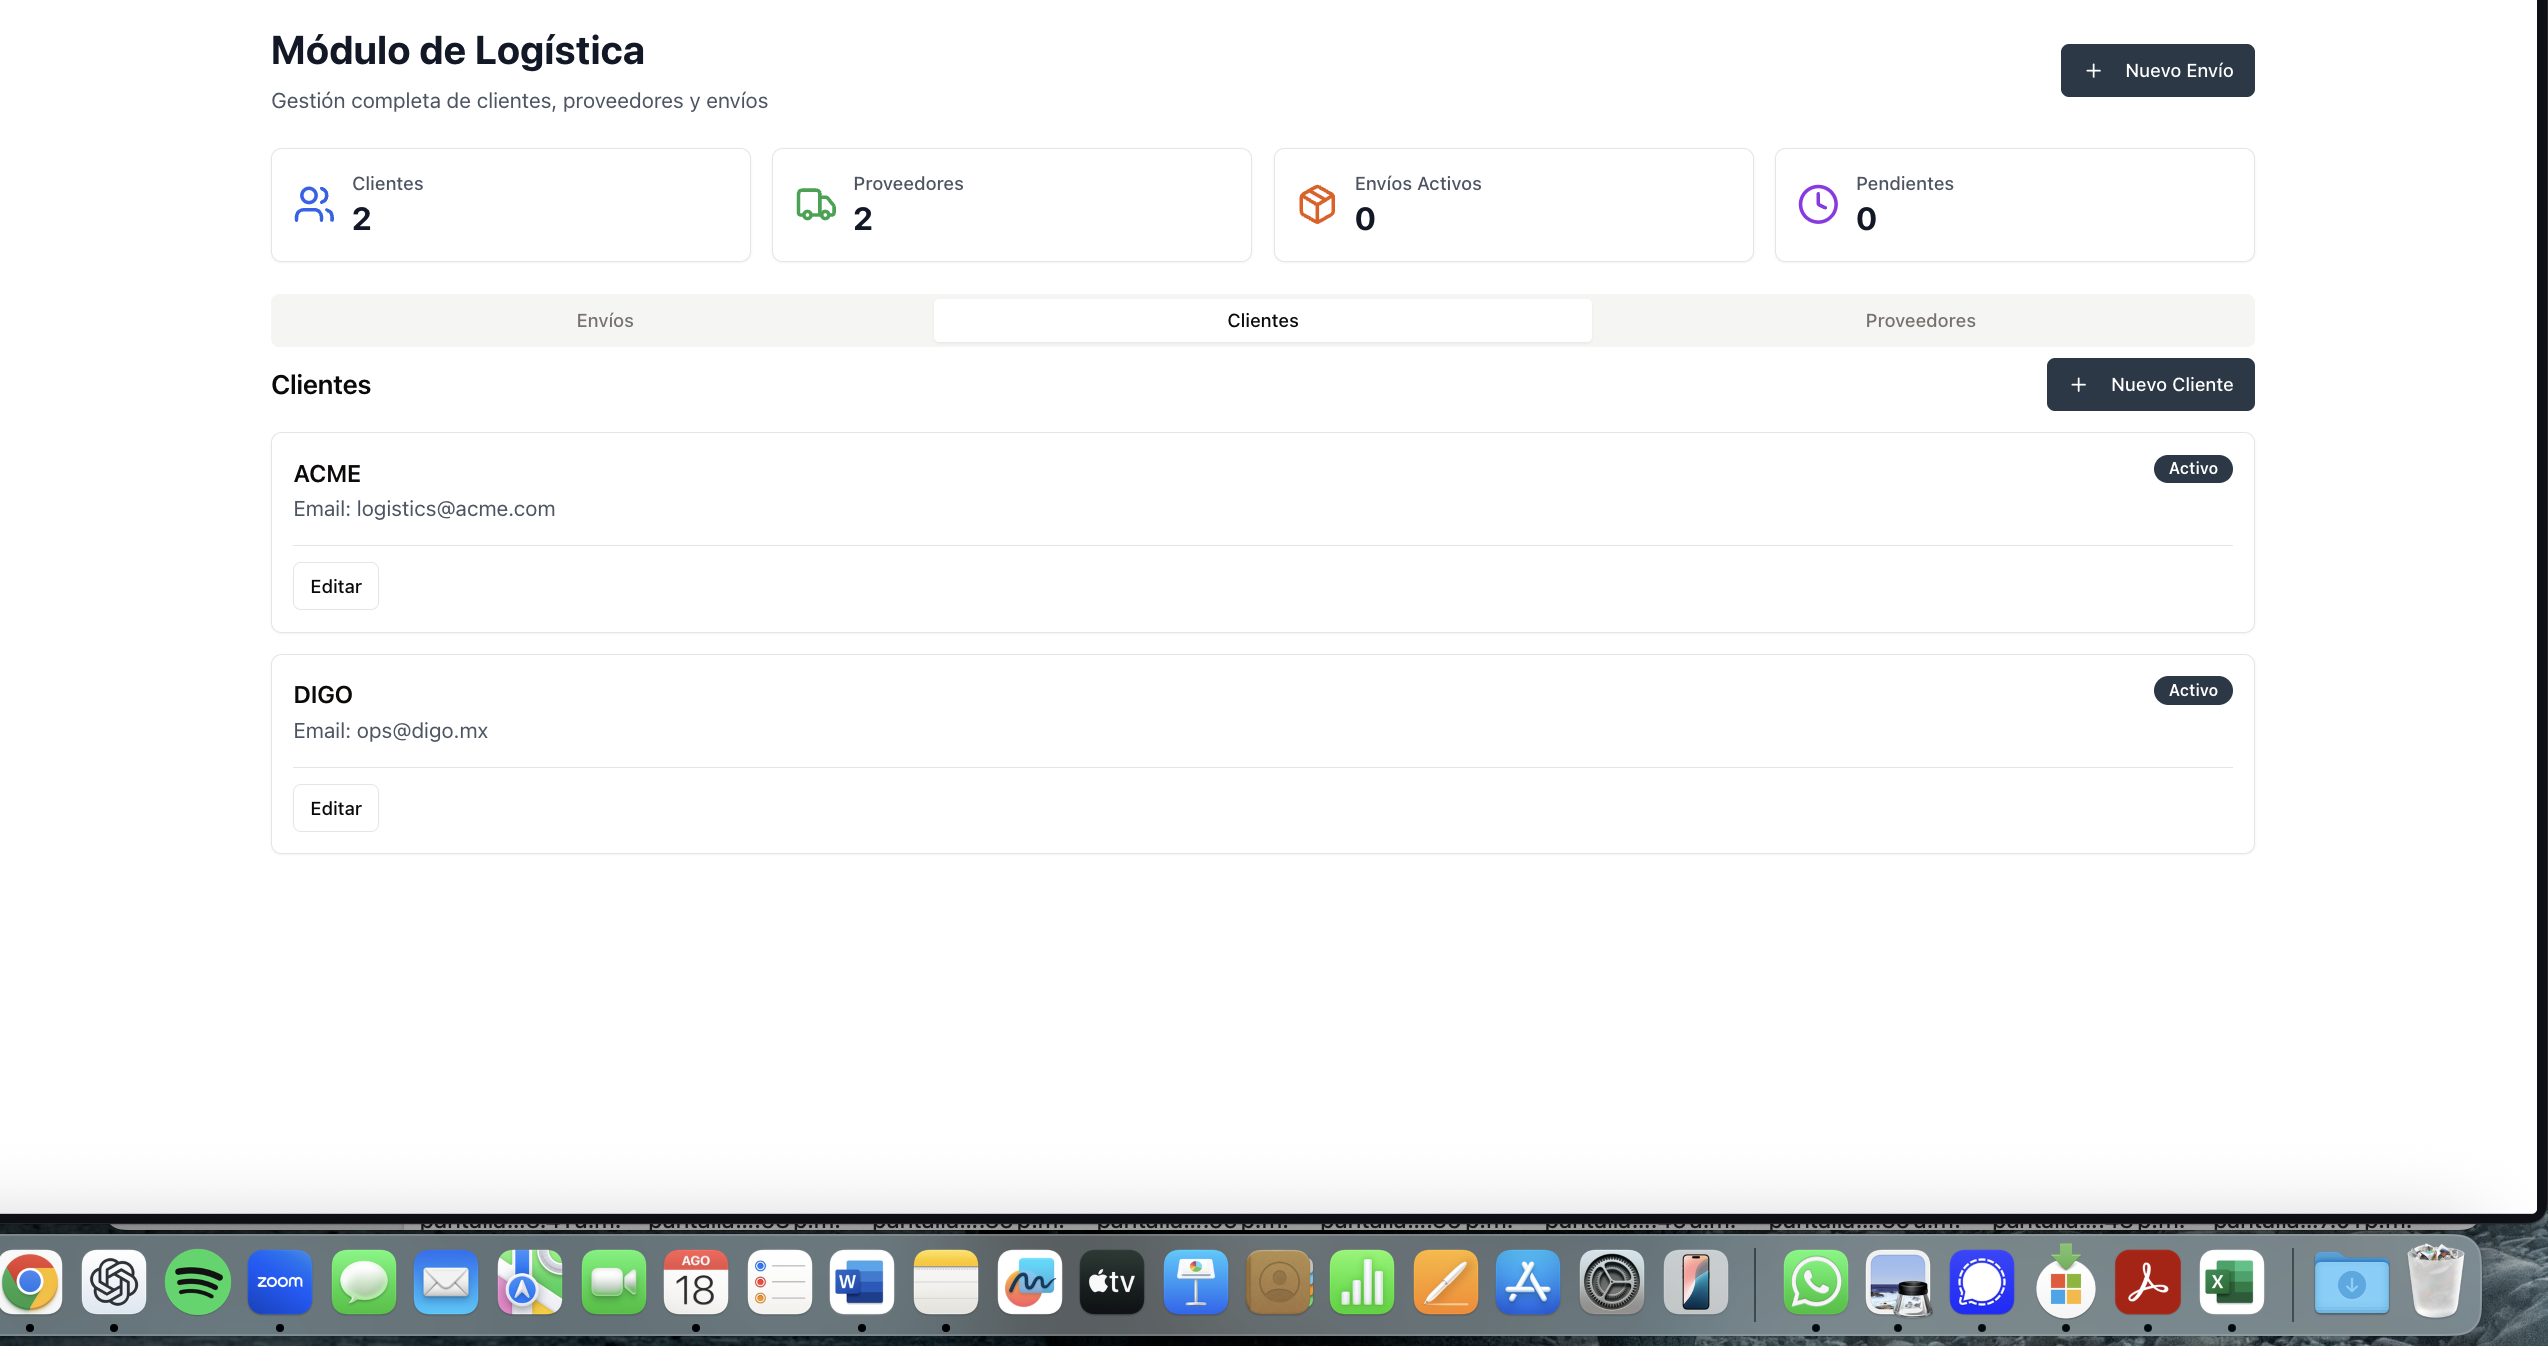 Módulo de Logística
Gestión completa de clientes, proveedores y envíos
+ Nuevo Envío
Clientes
2
Proveedores
2
Envíos Activos
0
Pendientes
0
Envíos
Clientes
Proveedores
Clientes
+ Nuevo Cliente
ACME
Activo
Email: logistics@acme.com
Editar
DIGO
Activo
Email: ops@digo.mx
Editar
zoom
AGO
18
W
tv
X